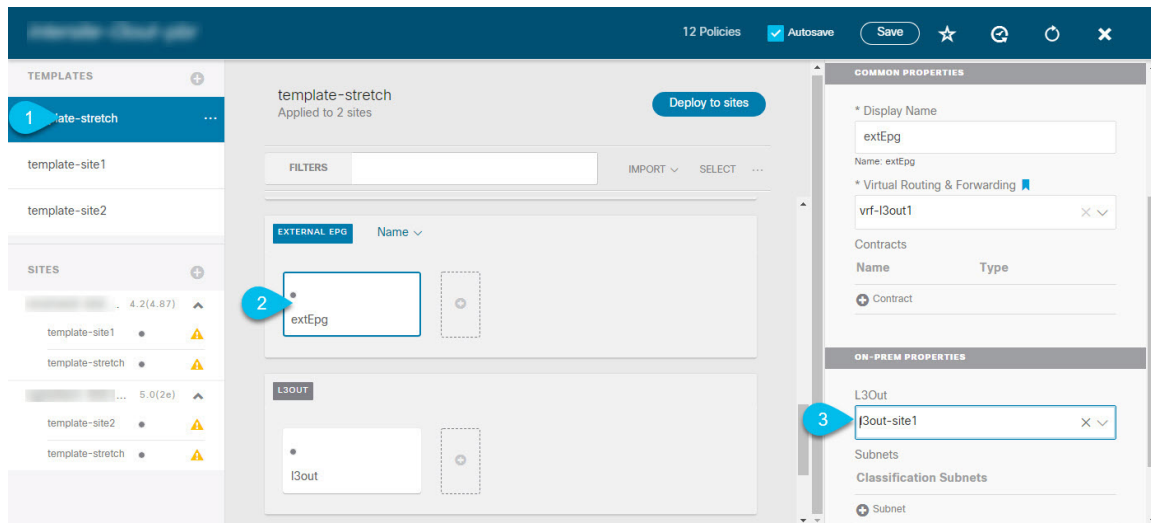 12 Policies
Autosave
Save
TEMPLATES
1
ate-stretch
template-site1
template-site2
SITES
4.2(4.87)
template-site1
template-stretch
... 5.0(2e)
template-site2
template-stretch
template-stretch
Applied to 2 sites
Deploy to sites
FILTERS
IMPORT
SELECT ...
EXTERNAL EPG
Name
2
extEpg
L3OUT
l3out
COMMON PROPERTIES
* Display Name
extEpg
Name: extEpg
* Virtual Routing & Forwarding
vrf-l3out1
Contracts
Name Type
Contract
ON-PREM PROPERTIES
L3Out
3
l3out-site1
Subnets
Classification Subnets
Subnet